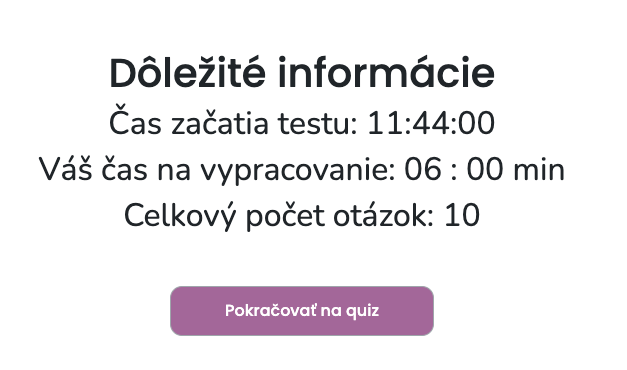 Dôležité informácie
Čas začatia testu: 11:44:00
Váš čas na vypracovanie: 06 : 00 min
Celkový počet otázok: 10
Pokračovať na quiz